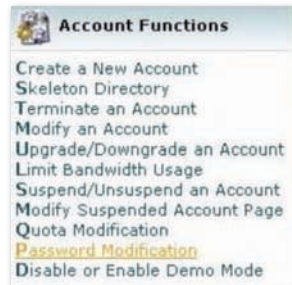 Account Functions
Create a New Account
Skeleton Directory
Terminate an Account
Modify an Account
Upgrade/Downgrade an Account
Limit Bandwidth Usage
Suspend/Unsuspend an Account
Modify Suspended Account Page
Quota Modification
Password Modification
Disable or Enable Demo Mode